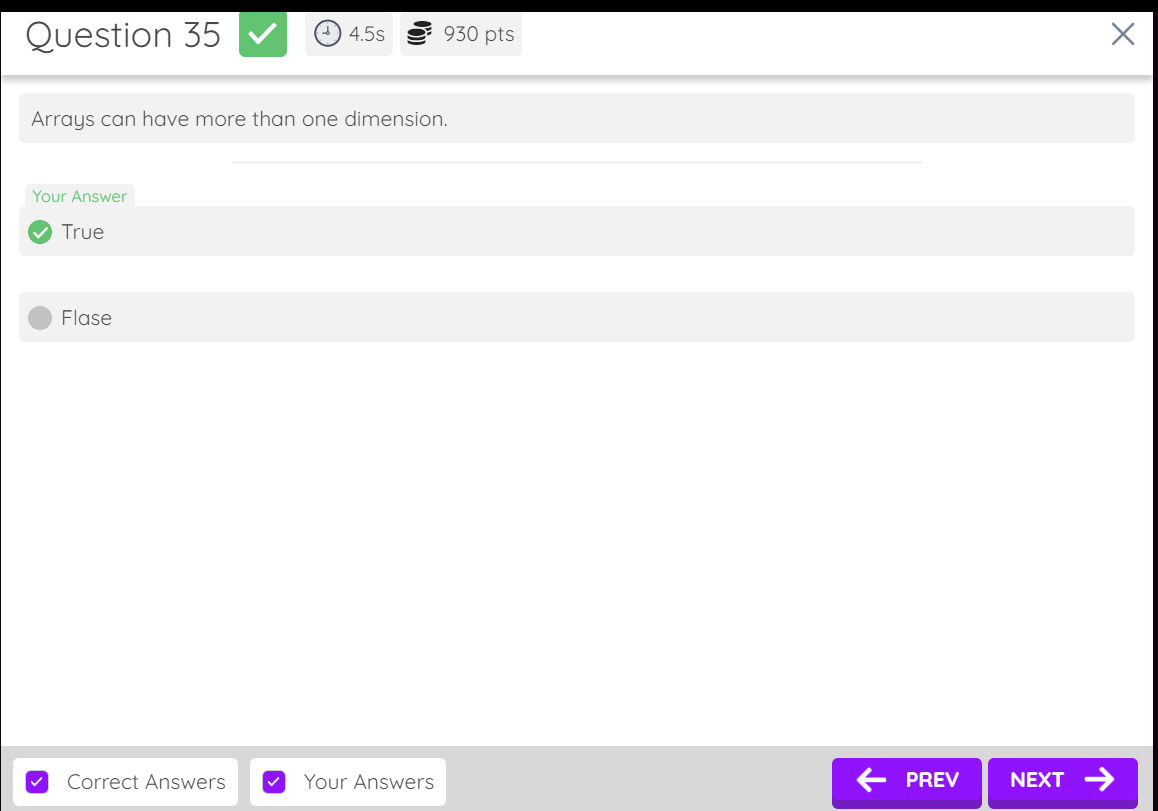 Question 35 4.5s 930 pts
Arrays can have more than one dimension.
Your Answer
True
Flase
Correct Answers Your Answers PREV NEXT